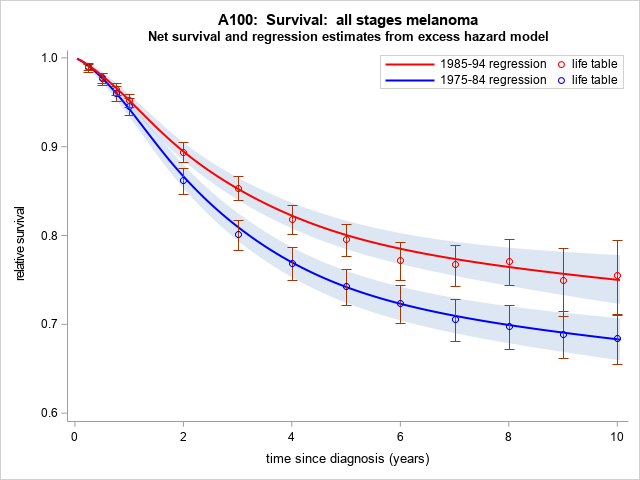 A100:  Survival:  all stages melanoma
Net survival and regression estimates from excess hazard model
1985-94 regression life table
1975-84 regression life table
relative survival
1.0
0.9
0.8
0.7
0.6
0 2 4 6 8 10
time since diagnosis (years)